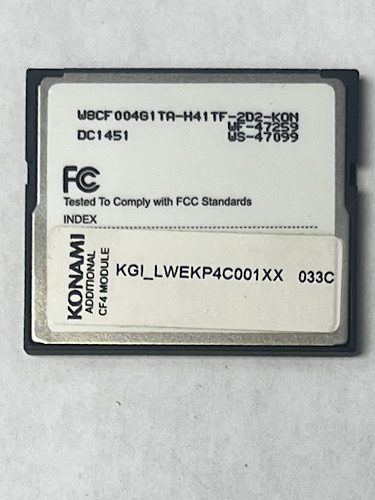 W8CF004G1TA-H41TF-2D2-KON
WF-47259
DC1451 WS-47099
FC
Tested To Comply with FCC Standards
INDEX
KONAMI
ADDITIONAL
CF4 MODULE
KGI_LWEKP4C001XX 033C